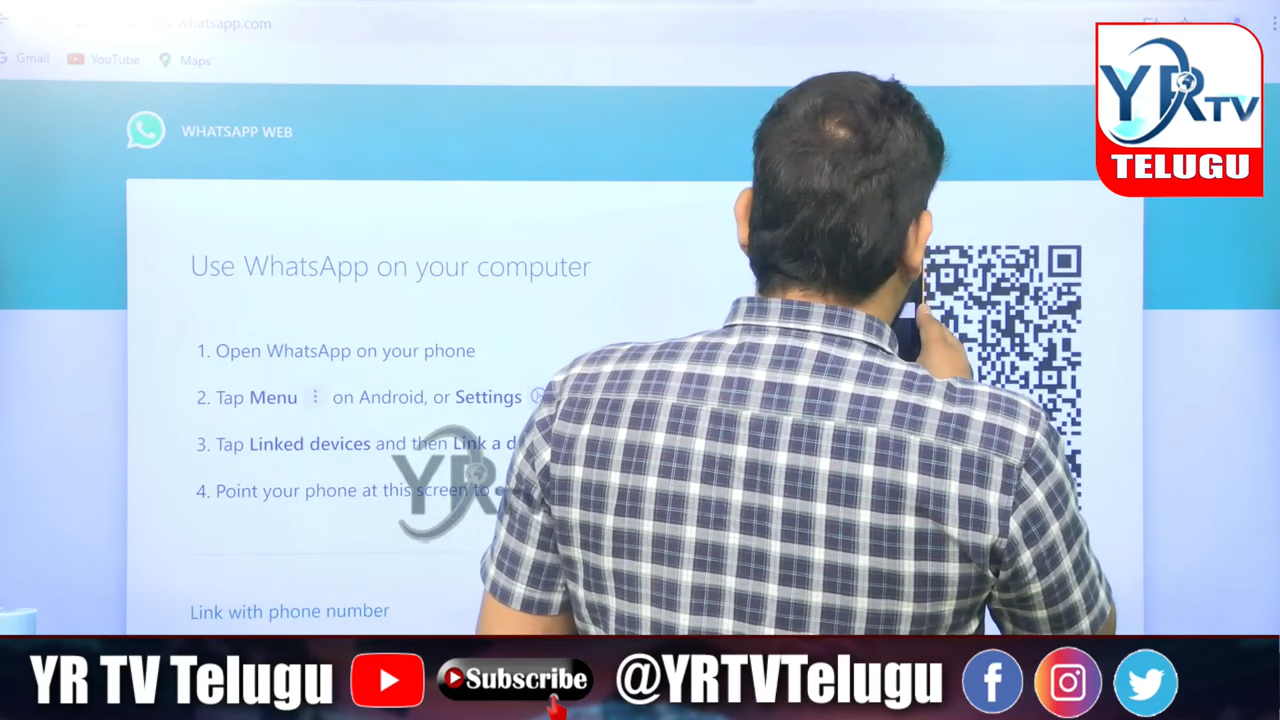 whatsapp.com
Gmail YouTube Maps
YR TV
TELUGU
WHATSAPP WEB
Use WhatsApp on your computer
1. Open WhatsApp on your phone
2. Tap Menu on Android, or Settings
3. Tap Linked devices and then Link a d
4. Point your phone at this screen to
YR
Link with phone number
YR TV Telugu Subscribe @YRTVTelugu